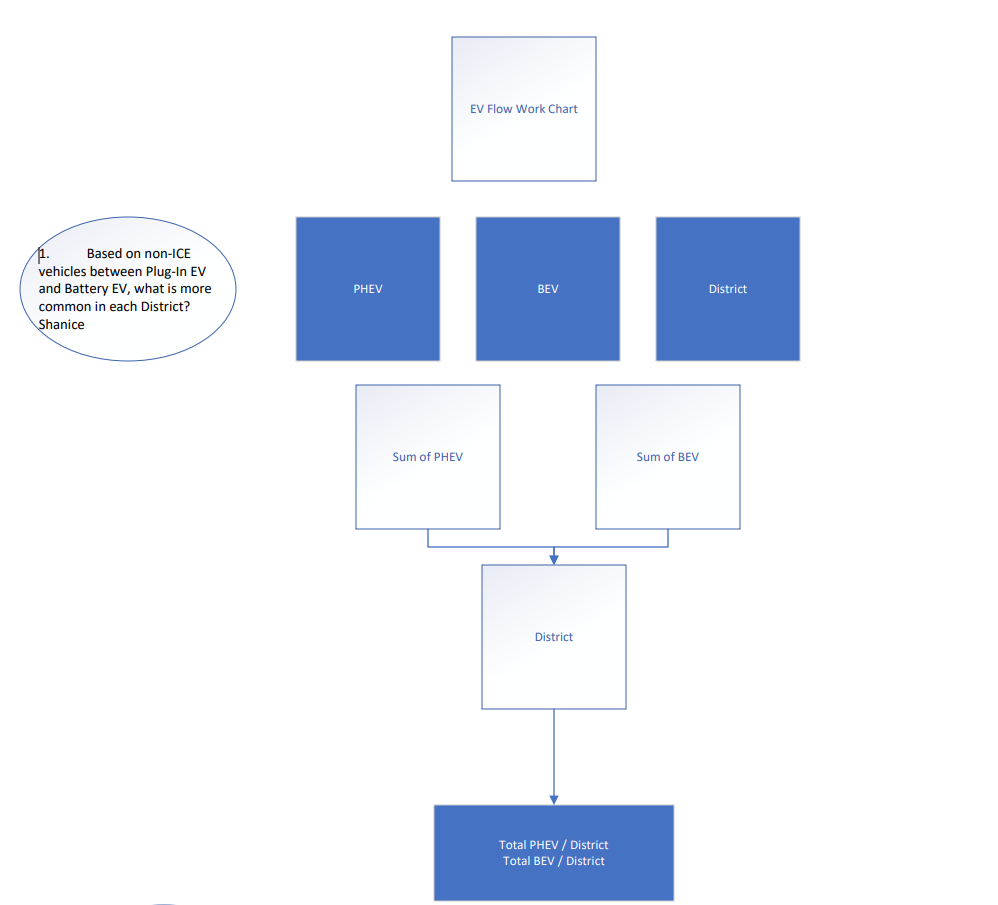 EV Flow Work Chart
1. Based on non-ICE
vehicles between Plug-In EV
and Battery EV, what is more
common in each District?
Shanice
PHEV
BEV
District
Sum of PHEV
Sum of BEV
District
Total PHEV / District
Total BEV / District